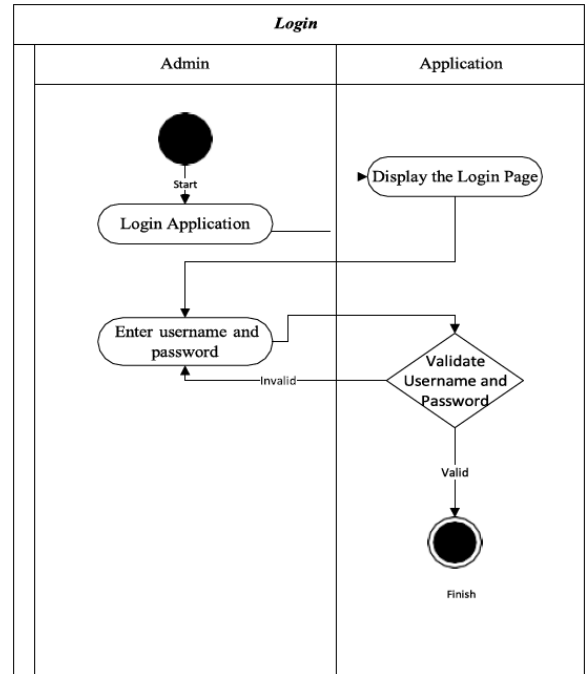 Login
Admin
Application
Start
Display the Login Page
Login Application
Enter username and
password
Validate
Username and
Password
Invalid
Valid
Finish